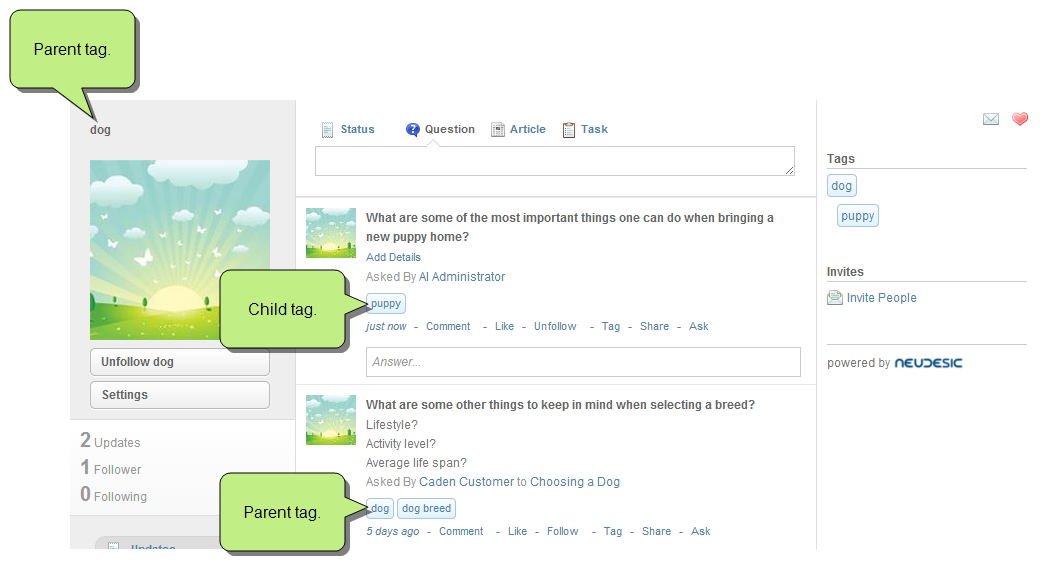 Parent tag.
dog
Status Question Article Task
Unfollow dog
Settings
2 Updates
1 Follower
0 Following
Updates
What are some of the most important things one can do when bringing a
new puppy home?
Add Details
Asked By Al Administrator
Child tag.
puppy
just now - Comment - Like - Unfollow - Tag - Share - Ask
Answer...
What are some other things to keep in mind when selecting a breed?
Lifestyle?
Activity level?
Average life span?
Asked By Caden Customer to Choosing a Dog
Parent tag.
dog dog breed
5 days ago - Comment - Like - Follow - Tag - Share - Ask
Tags
dog
puppy
Invites
Invite People
powered by NEUDESIC